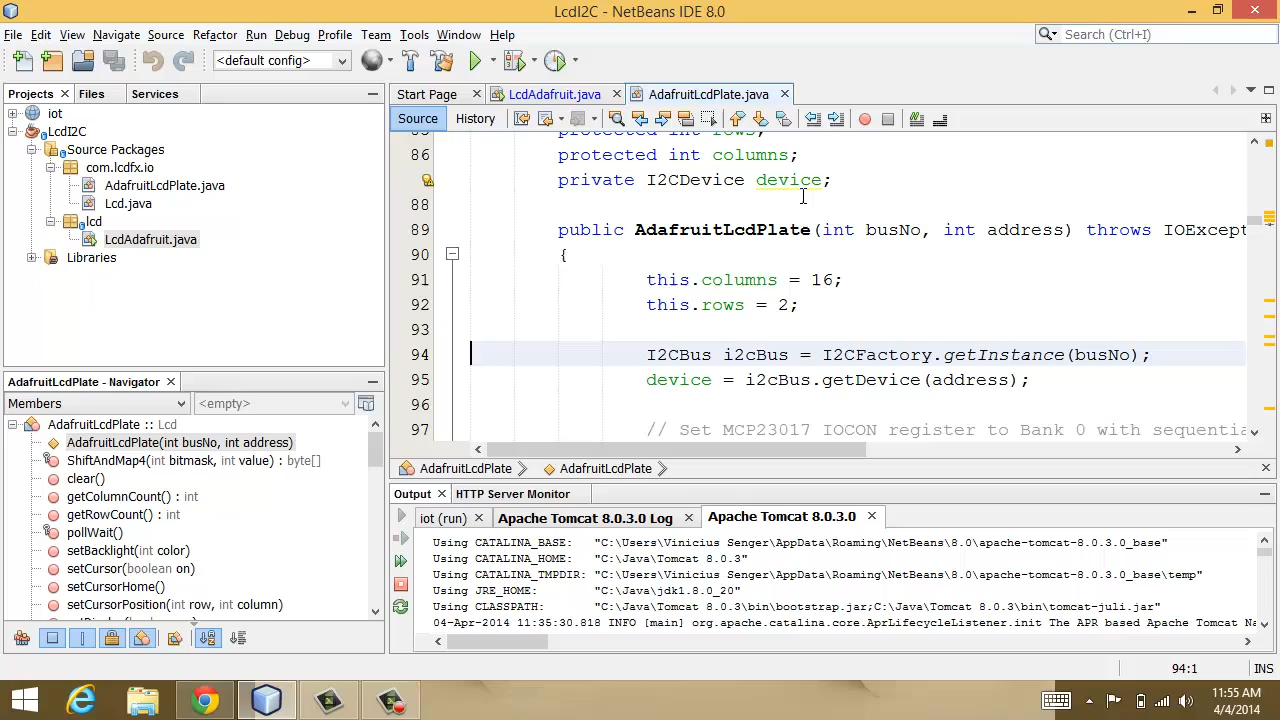 LcdI2C - NetBeans IDE 8.0
File Edit View Navigate Source Refactor Run Debug Profile Team Tools Window Help
Search (Ctrl+I)
<default config>
Projects Files Services
Start Page LcdAdafruit.java AdafruitLcdPlate.java
Source History
iot
LcdI2C
Source Packages
com.lcdfx.io
AdafruitLcdPlate.java
Lcd.java
lcd
LcdAdafruit.java
Libraries
85 protected int rows;
86 protected int columns;
private I2CDevice device;
88
89 public AdafruitLcdPlate(int busNo, int address) throws IOExcept
90 {
91 this.columns = 16;
92 this.rows = 2;
93
94 I2CBus i2cBus = I2CFactory.getInstance(busNo);
95 device = i2cBus.getDevice(address);
96
97 // Set MCP23017 IOCON register to Bank 0 with sequentia
AdafruitLcdPlate AdafruitLcdPlate
AdafruitLcdPlate - Navigator
Members <empty>
AdafruitLcdPlate :: Lcd
AdafruitLcdPlate(int busNo, int address)
ShiftAndMap4(int bitmask, int value) : byte[]
clear()
getColumnCount() : int
getRowCount() : int
pollWait()
setBacklight(int color)
setCursor(boolean on)
setCursorHome()
setCursorPosition(int row, int column)
Output HTTP Server Monitor
iot (run) Apache Tomcat 8.0.3.0 Log Apache Tomcat 8.0.3.0
Using CATALINA_BASE: "C:\Users\Vinicius Senger\AppData\Roaming\NetBeans\8.0\apache-tomcat-8.0.3.0_base"
Using CATALINA_HOME: "C:\Java\Tomcat 8.0.3"
Using CATALINA_TMPDIR: "C:\Users\Vinicius Senger\AppData\Roaming\NetBeans\8.0\apache-tomcat-8.0.3.0_base\temp"
Using JRE_HOME: "C:\Java\jdk1.8.0_20"
Using CLASSPATH: "C:\Java\Tomcat 8.0.3\bin\bootstrap.jar;C:\Java\Tomcat 8.0.3\bin\tomcat-juli.jar"
04-Apr-2014 11:35:30.818 INFO [main] org.apache.catalina.core.AprLifecycleListener.init The APR based Apache Tomcat Na
94:1 INS
11:55 AM
4/4/2014